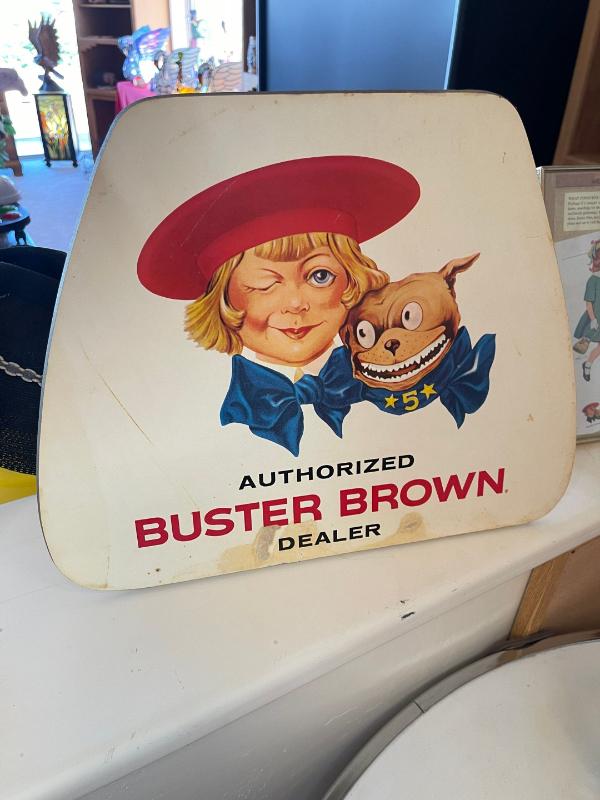 ★5★
AUTHORIZED
BUSTER BROWN.
DEALER